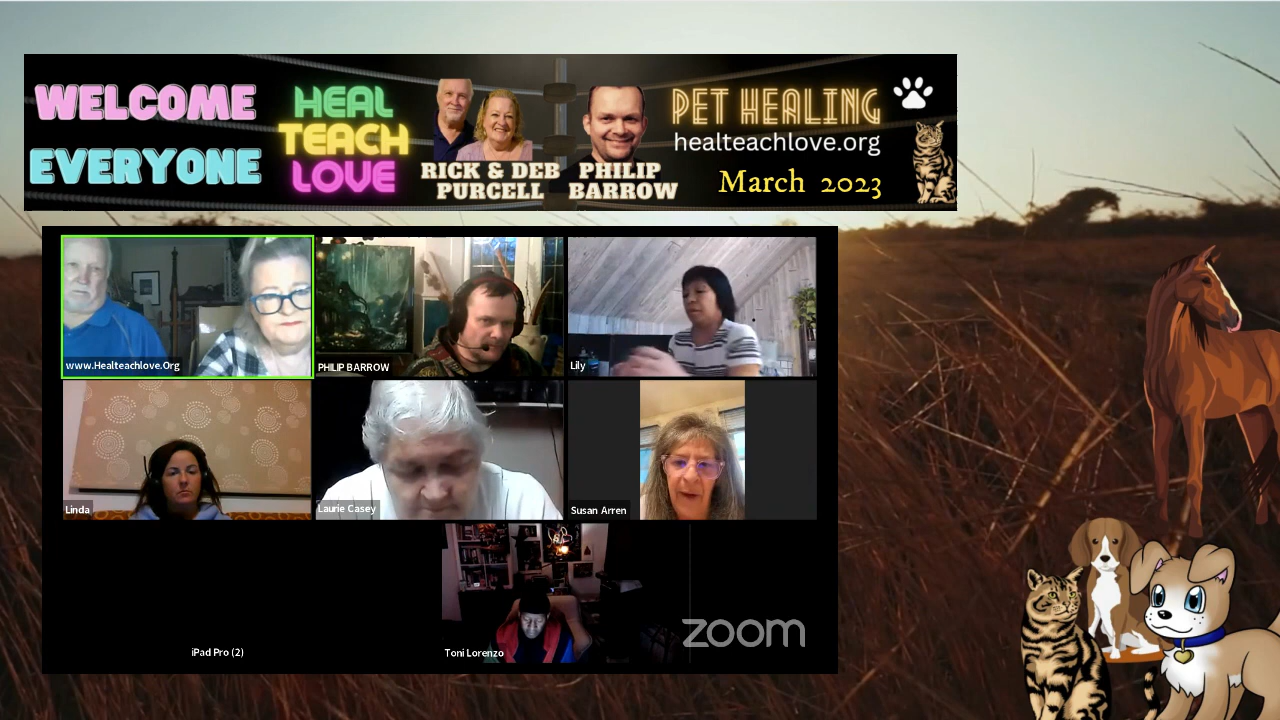 WELCOME
EVERYONE
HEAL
TEACH
LOVE
RICK & DEB
PURCELL
PHILIP
BARROW
PET HEALING
healteachlove.org
March 2023
www.Healteachlove.Org
PHILIP BARROW
Lily
Linda
Laurie Casey
Susan Arren
iPad Pro (2)
Toni Lorenzo
zoom